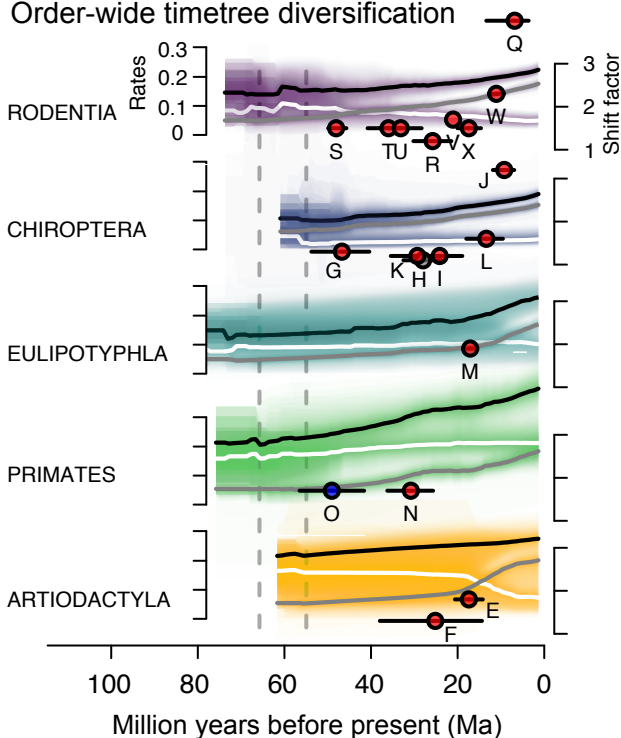 Order-wide timetree diversification
Q
0.3
0.2
0.1
0
Rates
3
2
1
Shift factor
RODENTIA
W
V
S
T
U
R
X
J
CHIROPTERA
G
K
H
I
L
EULIPOTYPHLA
M
PRIMATES
O
N
ARTIODACTYLA
E
F
100
80
60
40
20
0
Million years before present (Ma)